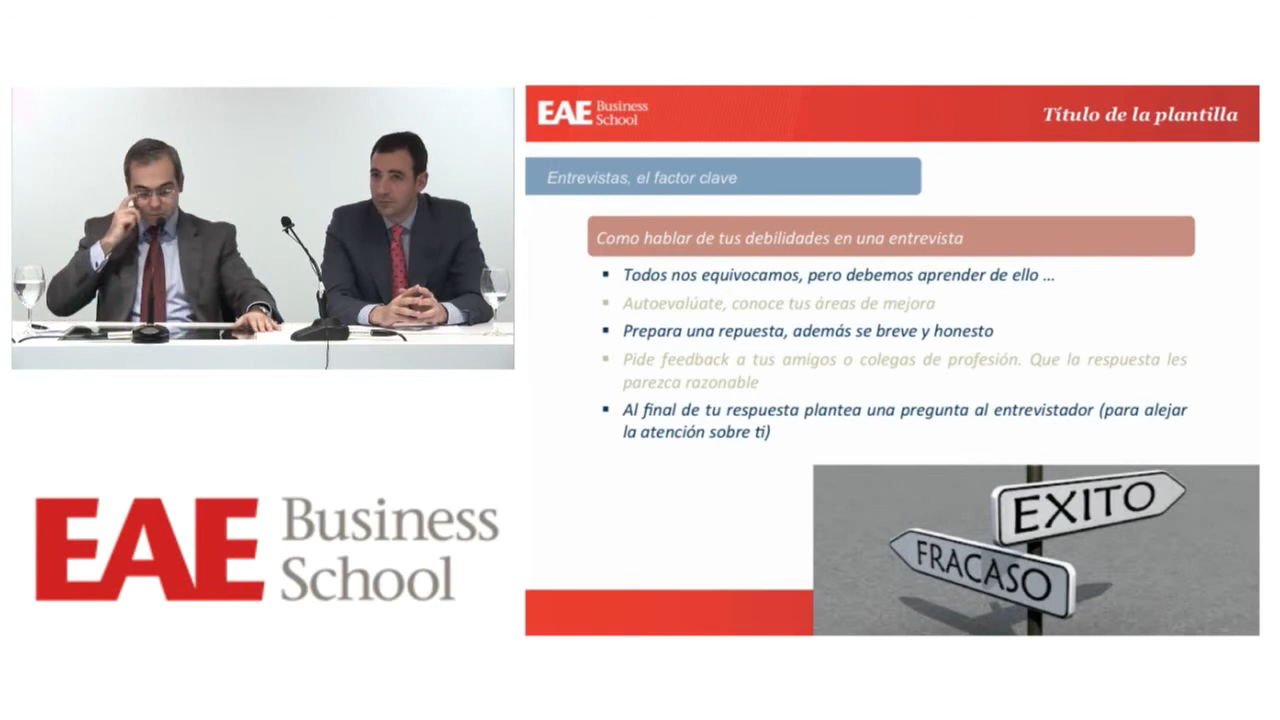 EAE Business School
Título de la plantilla
Entrevistas, el factor clave
Como hablar de tus debilidades en una entrevista
▪ Todos nos equivocamos, pero debemos aprender de ello ...
▪ Autoevalúate, conoce tus áreas de mejora
▪ Prepara una repuesta, además se breve y honesto
▪ Pide feedback a tus amigos o colegas de profesión. Que la respuesta les
parezca razonable
▪ Al final de tu respuesta plantea una pregunta al entrevistador (para alejar
la atención sobre ti)
EXITO
FRACASO
EAE Business
School